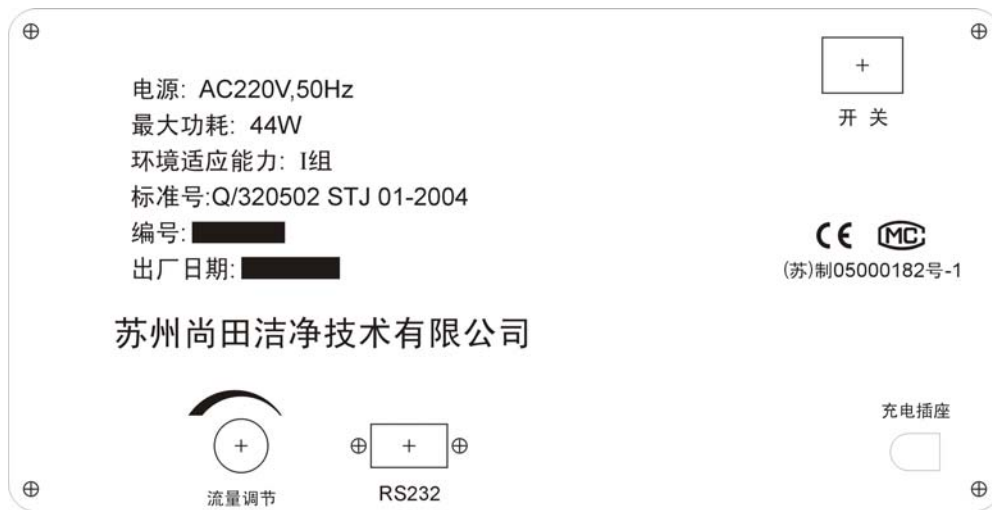 电源: AC220V,50Hz
最大功耗: 44W
环境适应能力: I组
标准号:Q/320502 STJ 01-2004
编号:
出厂日期:
开 关
CE MC
(苏)制05000182号-1
苏州尚田洁净技术有限公司
充电插座
流量调节
RS232